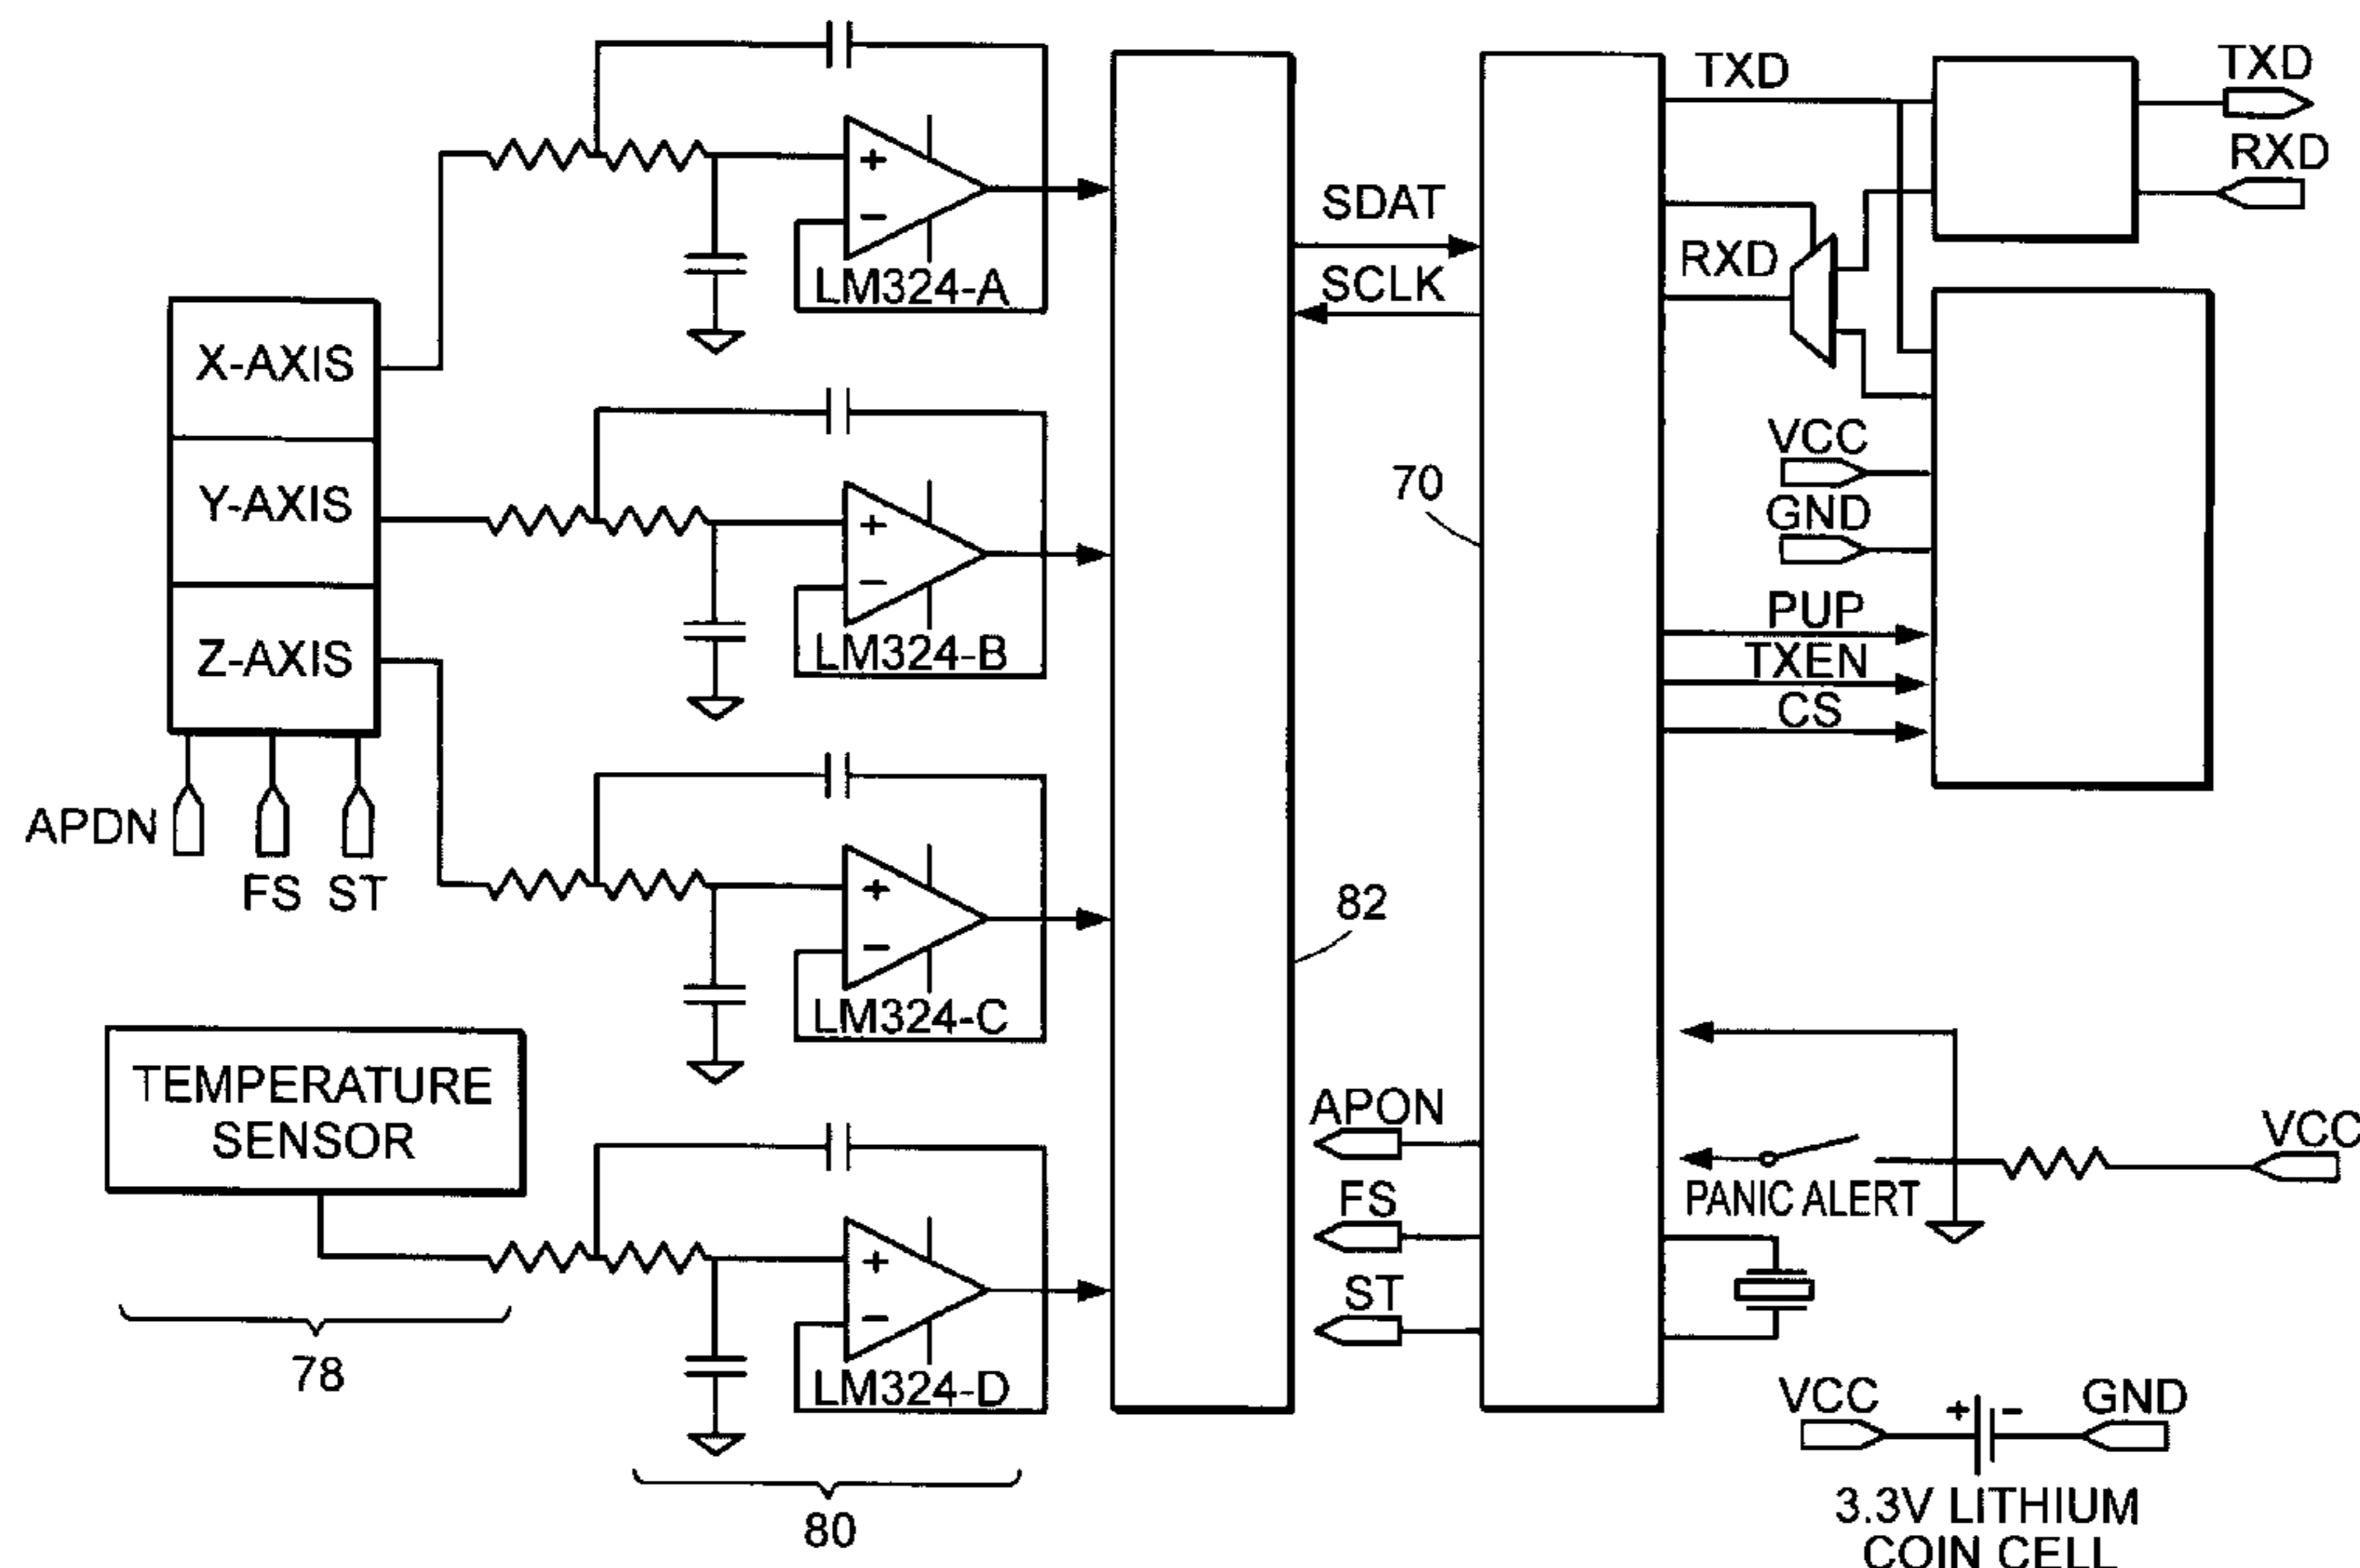 TXD
TXD
RXD
SDAT
RXD
SCLK
+
−
LM324-A
X-AXIS
Y-AXIS
Z-AXIS
APDN
FS
ST
+
−
LM324-B
70
VCC
GND
PUP
TXEN
CS
+
−
LM324-C
82
TEMPERATURE
SENSOR
+
−
LM324-D
78
80
APON
FS
ST
PANIC ALERT
VCC
VCC
+
−
GND
3.3V LITHIUM
COIN CELL